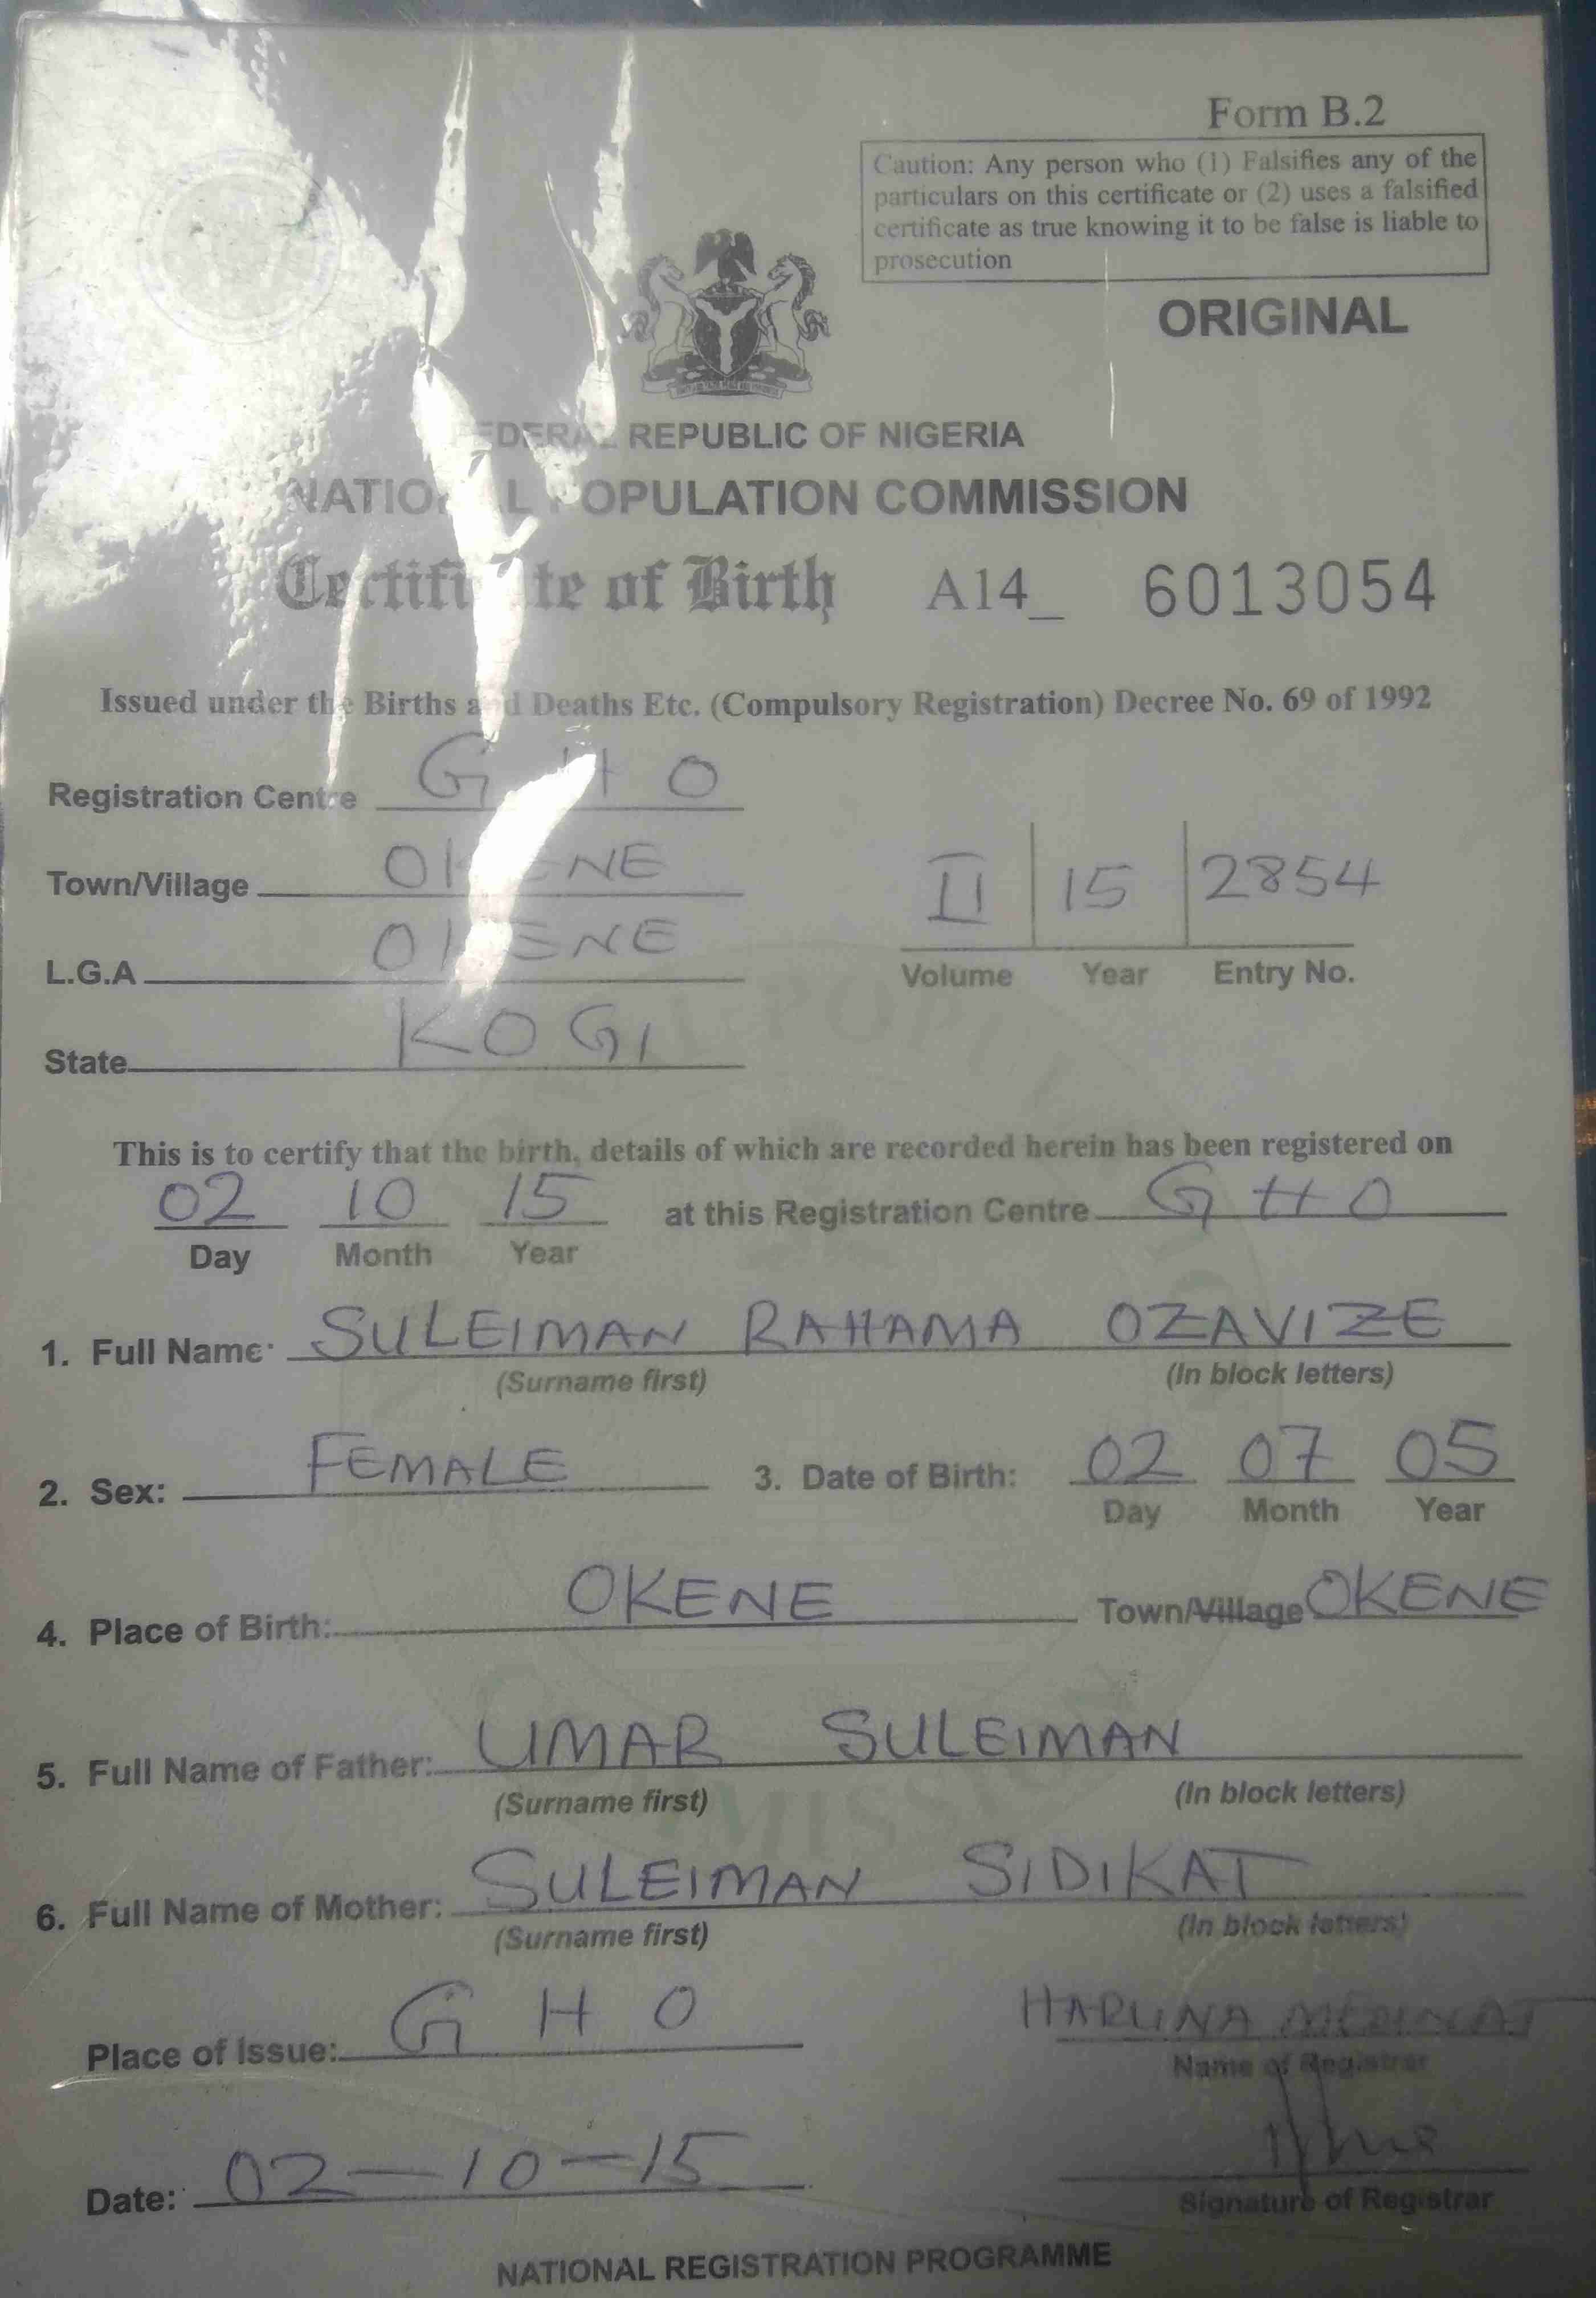 Form B.2
Caution: Any person who (1) Falsifies any of the
particulars on this certificate or (2) uses a falsified
certificate as true knowing it to be false is liable to
prosecution
ORIGINAL
FEDERAL REPUBLIC OF NIGERIA
NATIONAL POPULATION COMMISSION
Certificate of Birth A14_ 6013054
Issued under the Births and Deaths Etc. (Compulsory Registration) Decree No. 69 of 1992
Registration Centre G H O
Town/Village OKENE
L.G.A OKENE
II 15 2854
Volume Year Entry No.
State KOGI
This is to certify that the birth, details of which are recorded herein has been registered on
02 10 15 at this Registration Centre G H O
Day Month Year
1. Full Name: SULEIMAN RAHAMA OZAVIZE
(Surname first) (In block letters)
2. Sex: FEMALE 3. Date of Birth: 02 07 05
Day Month Year
4. Place of Birth: OKENE Town/Village OKENE
5. Full Name of Father: UMAR SULEIMAN
(Surname first) (In block letters)
6. Full Name of Mother: SULEIMAN SIDIKAT
(Surname first) (In block letters)
Place of Issue: G H O HARUNA MEDINAT
Name of Registrar
Date: 02-10-15
Signature of Registrar
NATIONAL REGISTRATION PROGRAMME